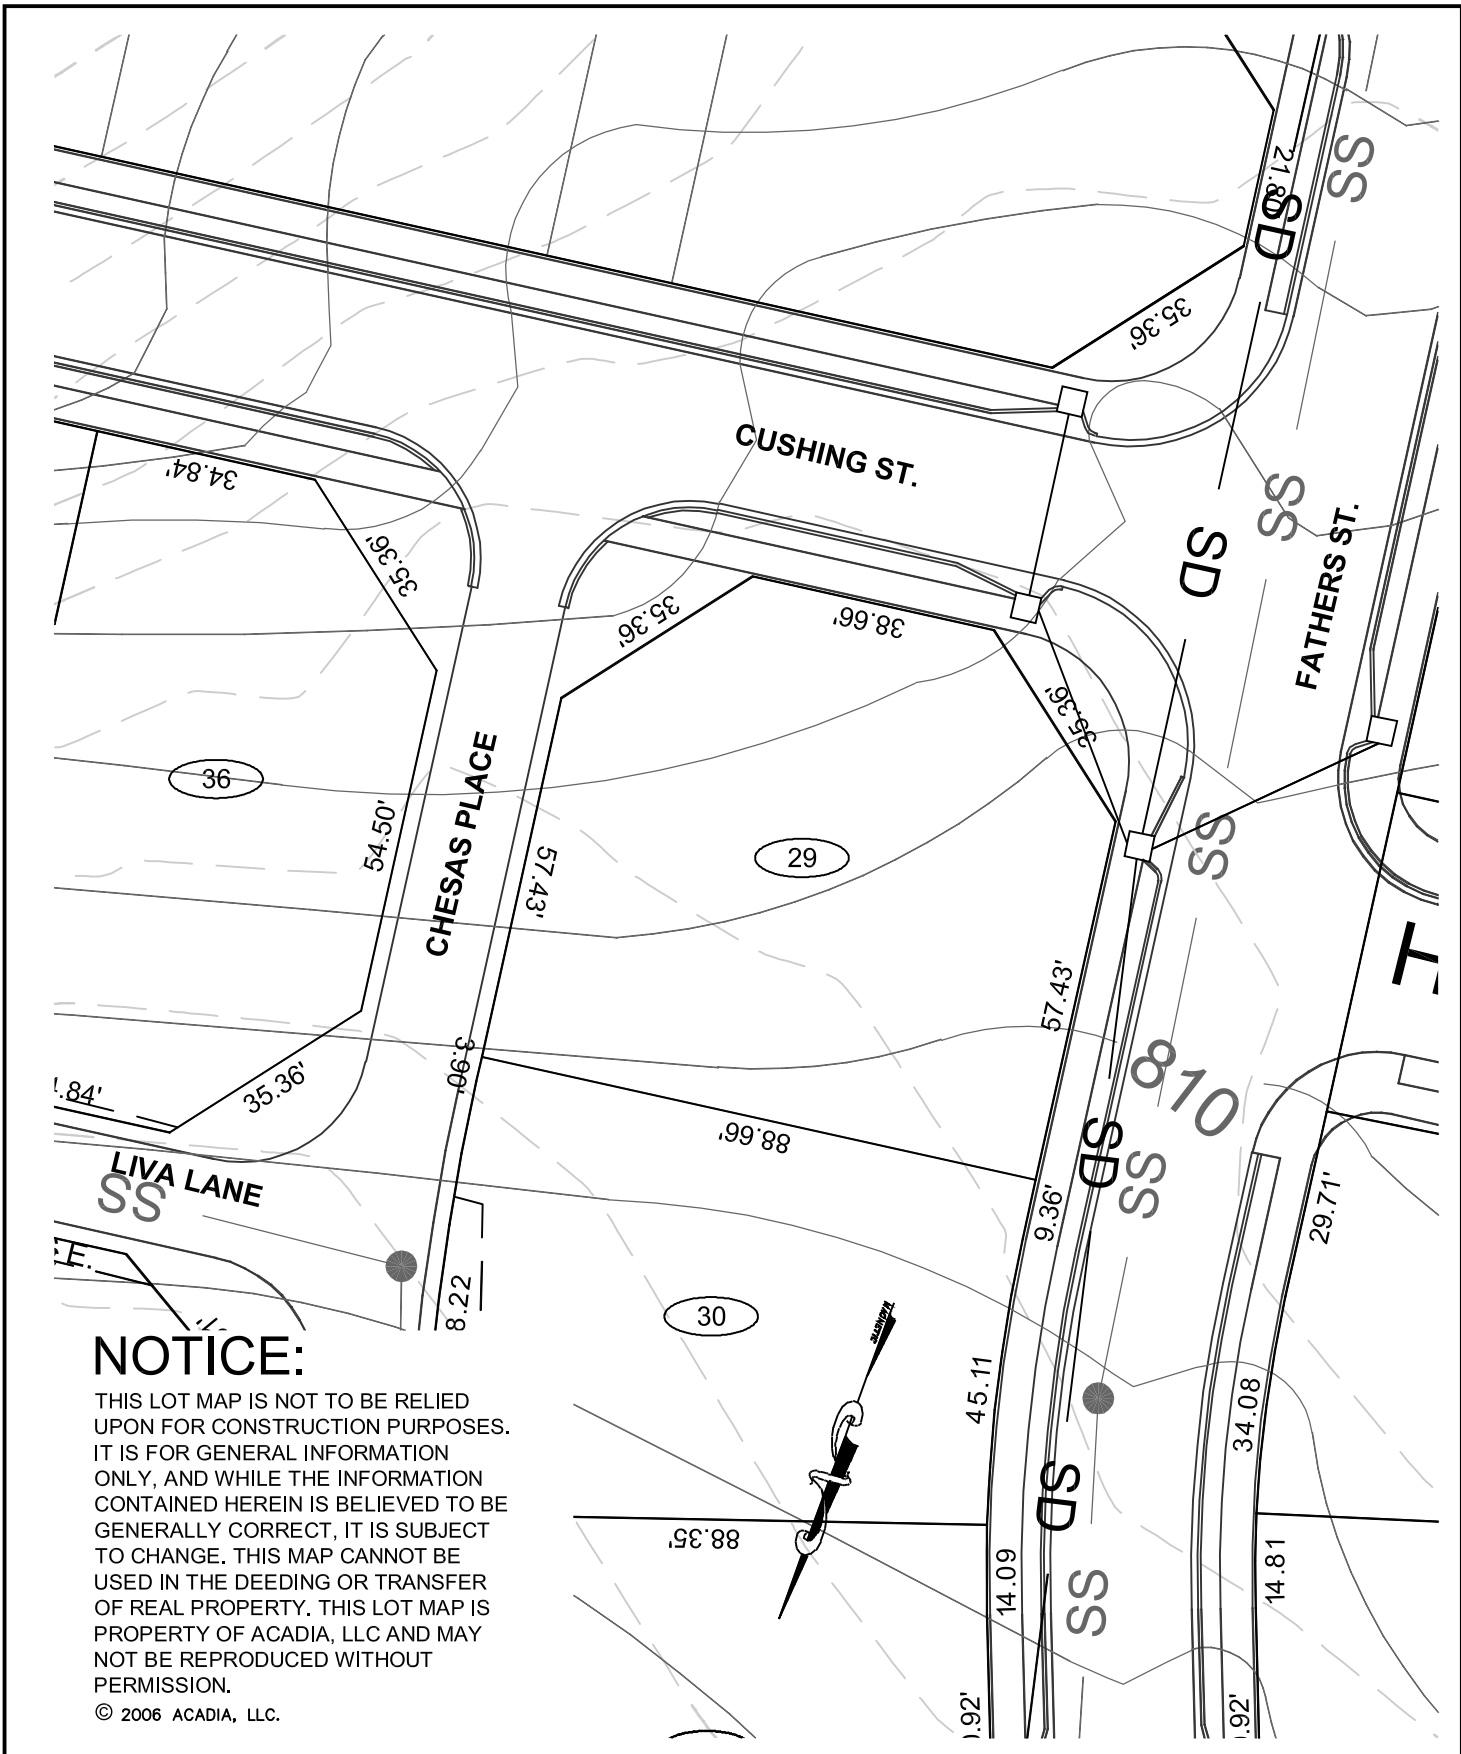 21.80'
SD
SS
35.36'
CUSHING ST.
34.84'
35.36'
SS
SD
FATHERS ST.
35.36'
38.66'
35.36'
36
CHESAS PLACE
54.50'
57.43'
29
SS
H
57.43'
3.90'
810
35.36'
.84'
88.66'
SD
SS
LIVA LANE
SS
9.36'
29.71'
.E.
8.22
30
MAGNETIC
45.11
34.08
88.35'
SD
14.09
14.81
SS
.92'
.92'
NOTICE:
THIS LOT MAP IS NOT TO BE RELIED
UPON FOR CONSTRUCTION PURPOSES.
IT IS FOR GENERAL INFORMATION
ONLY, AND WHILE THE INFORMATION
CONTAINED HEREIN IS BELIEVED TO BE
GENERALLY CORRECT, IT IS SUBJECT
TO CHANGE. THIS MAP CANNOT BE
USED IN THE DEEDING OR TRANSFER
OF REAL PROPERTY. THIS LOT MAP IS
PROPERTY OF ACADIA, LLC AND MAY
NOT BE REPRODUCED WITHOUT
PERMISSION.
© 2006 ACADIA, LLC.